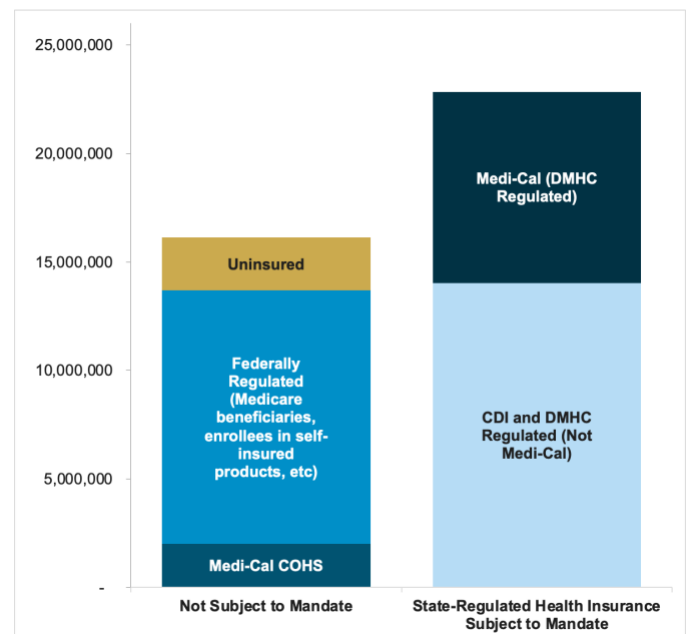 25,000,000
20,000,000
15,000,000
10,000,000
5,000,000
-
Uninsured
Federally
Regulated
(Medicare
beneficiaries,
enrollees in self-
insured
products, etc)
Medi-Cal COHS
Medi-Cal (DMHC
Regulated)
CDI and DMHC
Regulated (Not
Medi-Cal)
Not Subject to Mandate
State-Regulated Health Insurance
Subject to Mandate